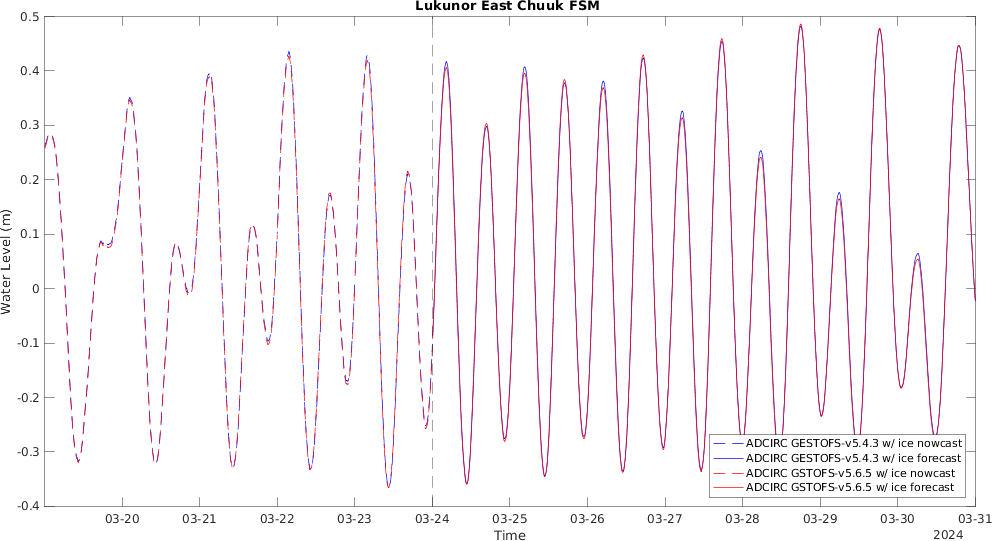 Lukunor East Chuuk FSM
0.5
0.4
0.3
0.2
0.1
0
-0.1
-0.2
-0.3
-0.4
Water Level (m)
ADCIRC GESTOFS-v5.4.3 w/ ice nowcast
ADCIRC GESTOFS-v5.4.3 w/ ice forecast
ADCIRC GSTOFS-v5.6.5 w/ ice nowcast
ADCIRC GSTOFS-v5.6.5 w/ ice forecast
03-20 03-21 03-22 03-23 03-24 03-25 03-26 03-27 03-28 03-29 03-30 03-31
Time
2024